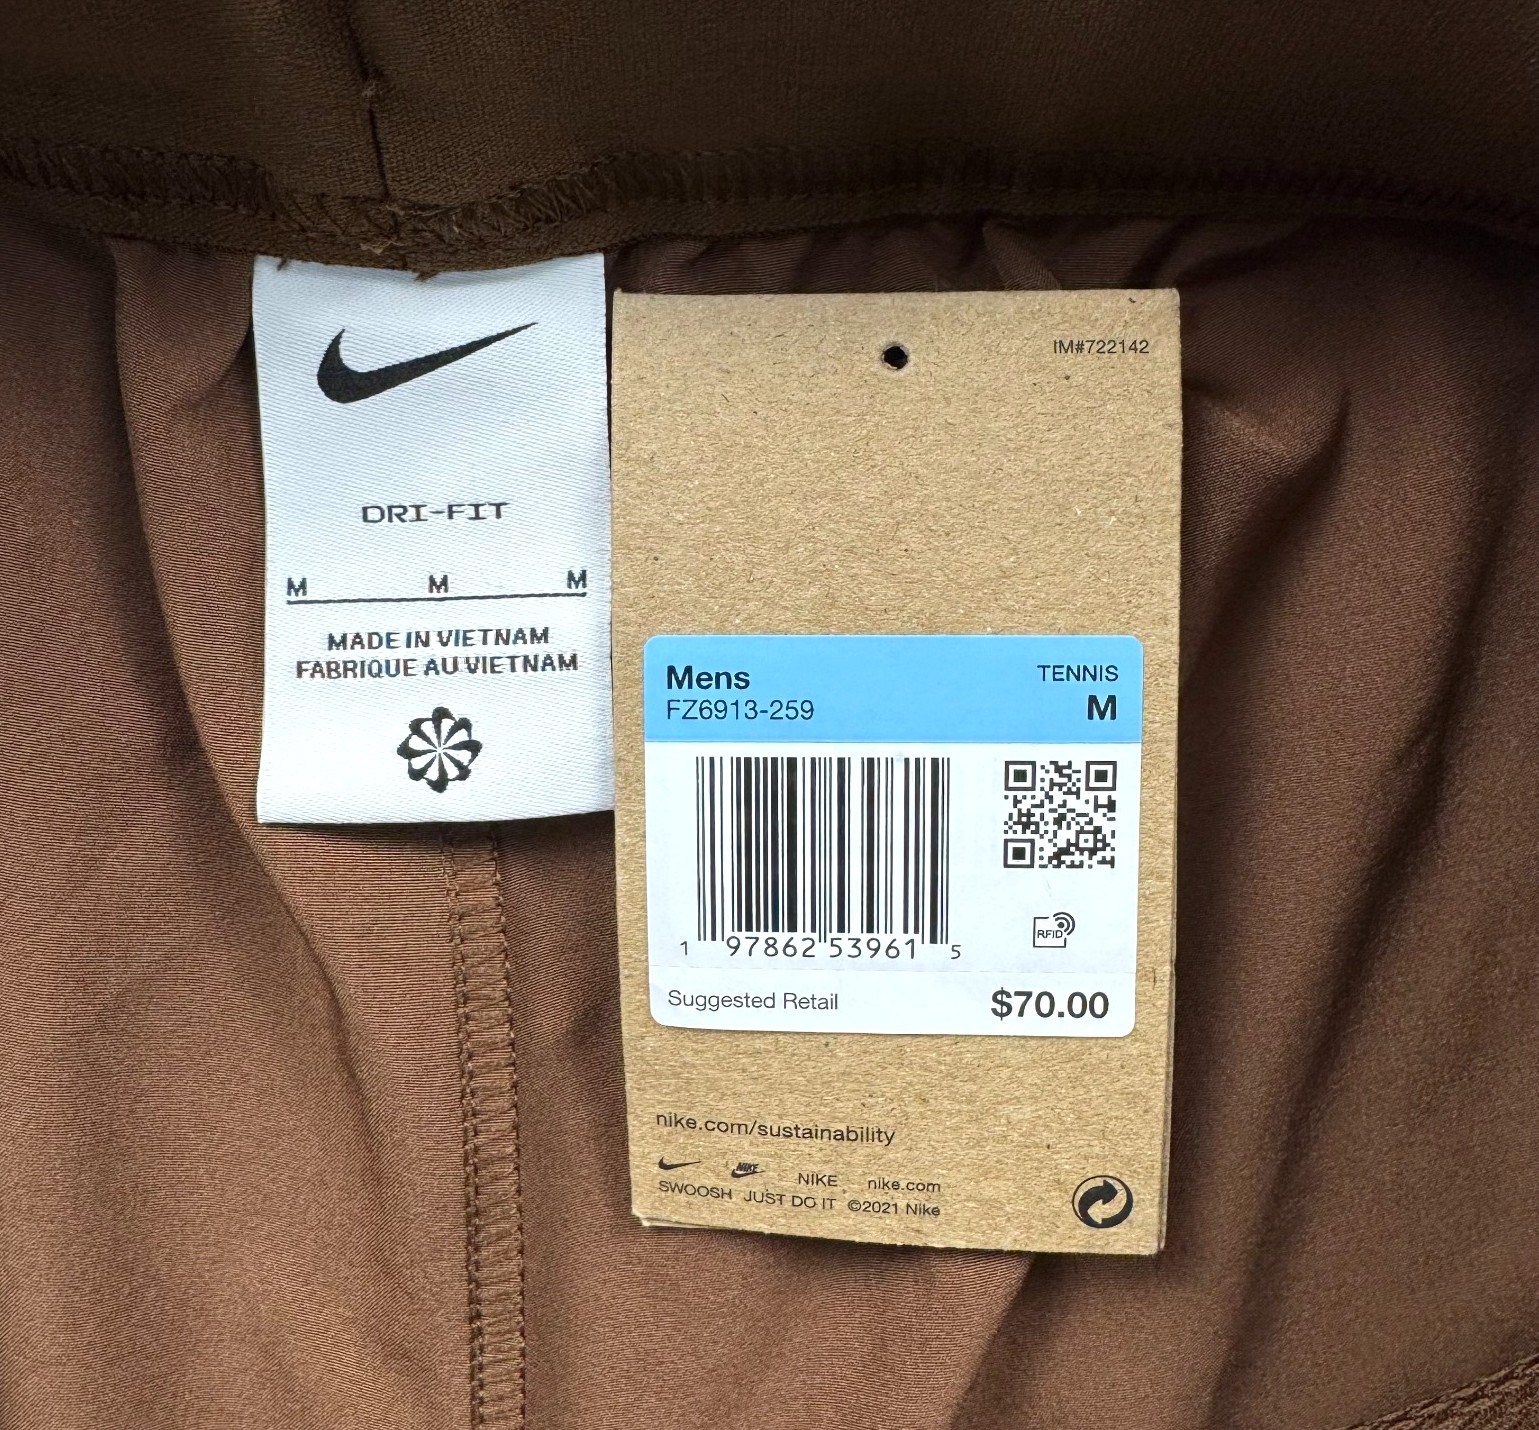 DRI-FIT
M M M
MADE IN VIETNAM
FABRIQUE AU VIETNAM
IM#722142
Mens TENNIS
FZ6913-259 M
1 97862 53961 5
RFID
Suggested Retail $70.00
nike.com/sustainability
NIKE NIKE nike.com
SWOOSH JUST DO IT ©2021 Nike